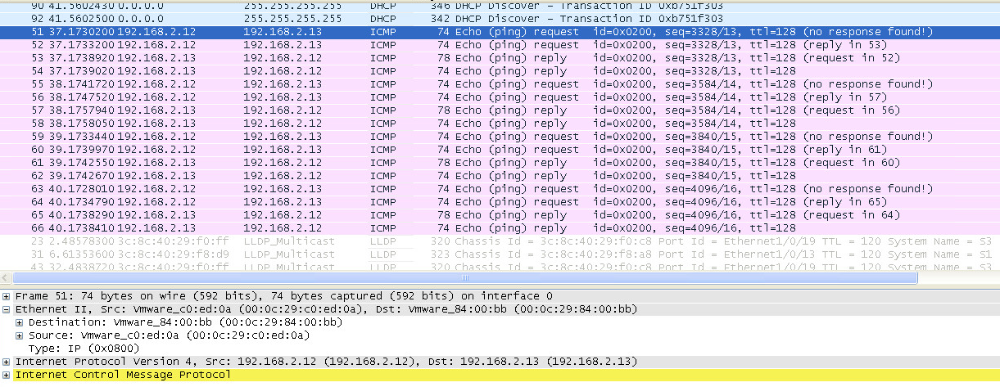 90 41.5602430 0.0.0.0 255.255.255.255 DHCP 346 DHCP Discover - Transaction ID 0xb751f303
92 41.5602500 0.0.0.0 255.255.255.255 DHCP 342 DHCP Discover - Transaction ID 0xb751f303
51 37.1730200 192.168.2.12 192.168.2.13 ICMP 74 Echo (ping) request id=0x0200, seq=3328/13, ttl=128 (no response found!)
52 37.1733200 192.168.2.12 192.168.2.13 ICMP 74 Echo (ping) request id=0x0200, seq=3328/13, ttl=128 (reply in 53)
53 37.1738920 192.168.2.13 192.168.2.12 ICMP 78 Echo (ping) reply id=0x0200, seq=3328/13, ttl=128 (request in 52)
54 37.1739020 192.168.2.13 192.168.2.12 ICMP 74 Echo (ping) reply id=0x0200, seq=3328/13, ttl=128
55 38.1741720 192.168.2.12 192.168.2.13 ICMP 74 Echo (ping) request id=0x0200, seq=3584/14, ttl=128 (no response found!)
56 38.1747520 192.168.2.12 192.168.2.13 ICMP 74 Echo (ping) request id=0x0200, seq=3584/14, ttl=128 (reply in 57)
57 38.1757940 192.168.2.13 192.168.2.12 ICMP 78 Echo (ping) reply id=0x0200, seq=3584/14, ttl=128 (request in 56)
58 38.1758050 192.168.2.13 192.168.2.12 ICMP 74 Echo (ping) reply id=0x0200, seq=3584/14, ttl=128
59 39.1733440 192.168.2.12 192.168.2.13 ICMP 74 Echo (ping) request id=0x0200, seq=3840/15, ttl=128 (no response found!)
60 39.1739970 192.168.2.12 192.168.2.13 ICMP 74 Echo (ping) request id=0x0200, seq=3840/15, ttl=128 (reply in 61)
61 39.1742550 192.168.2.13 192.168.2.12 ICMP 78 Echo (ping) reply id=0x0200, seq=3840/15, ttl=128 (request in 60)
62 39.1742670 192.168.2.13 192.168.2.12 ICMP 74 Echo (ping) reply id=0x0200, seq=3840/15, ttl=128
63 40.1728010 192.168.2.12 192.168.2.13 ICMP 74 Echo (ping) request id=0x0200, seq=4096/16, ttl=128 (no response found!)
64 40.1734790 192.168.2.12 192.168.2.13 ICMP 74 Echo (ping) request id=0x0200, seq=4096/16, ttl=128 (reply in 65)
65 40.1738290 192.168.2.13 192.168.2.12 ICMP 78 Echo (ping) reply id=0x0200, seq=4096/16, ttl=128 (request in 64)
66 40.1738410 192.168.2.13 192.168.2.12 ICMP 74 Echo (ping) reply id=0x0200, seq=4096/16, ttl=128
23 2.48578300 3c:8c:40:29:f0:ff LLDP_Multicast LLDP 320 Chassis Id = 3c:8c:40:29:f0:c8 Port Id = Ethernet1/0/19 TTL = 120 System Name = S3
31 6.61353600 3c:8c:40:29:f8:d9 LLDP_Multicast LLDP 323 Chassis Id = 3c:8c:40:29:f8:a8 Port Id = Ethernet1/0/13 TTL = 120 System Name = S1
43 32.4838720 3c:8c:40:29:f0:ff LLDP_Multicast LLDP 320 Chassis Id = 3c:8c:40:29:f0:c8 Port Id = Ethernet1/0/19 TTL = 120 System Name = S3
Frame 51: 74 bytes on wire (592 bits), 74 bytes captured (592 bits) on interface 0
Ethernet II, Src: Vmware_c0:ed:0a (00:0c:29:c0:ed:0a), Dst: Vmware_84:00:bb (00:0c:29:84:00:bb)
Destination: Vmware_84:00:bb (00:0c:29:84:00:bb)
Source: Vmware_c0:ed:0a (00:0c:29:c0:ed:0a)
Type: IP (0x0800)
Internet Protocol Version 4, Src: 192.168.2.12 (192.168.2.12), Dst: 192.168.2.13 (192.168.2.13)
Internet Control Message Protocol